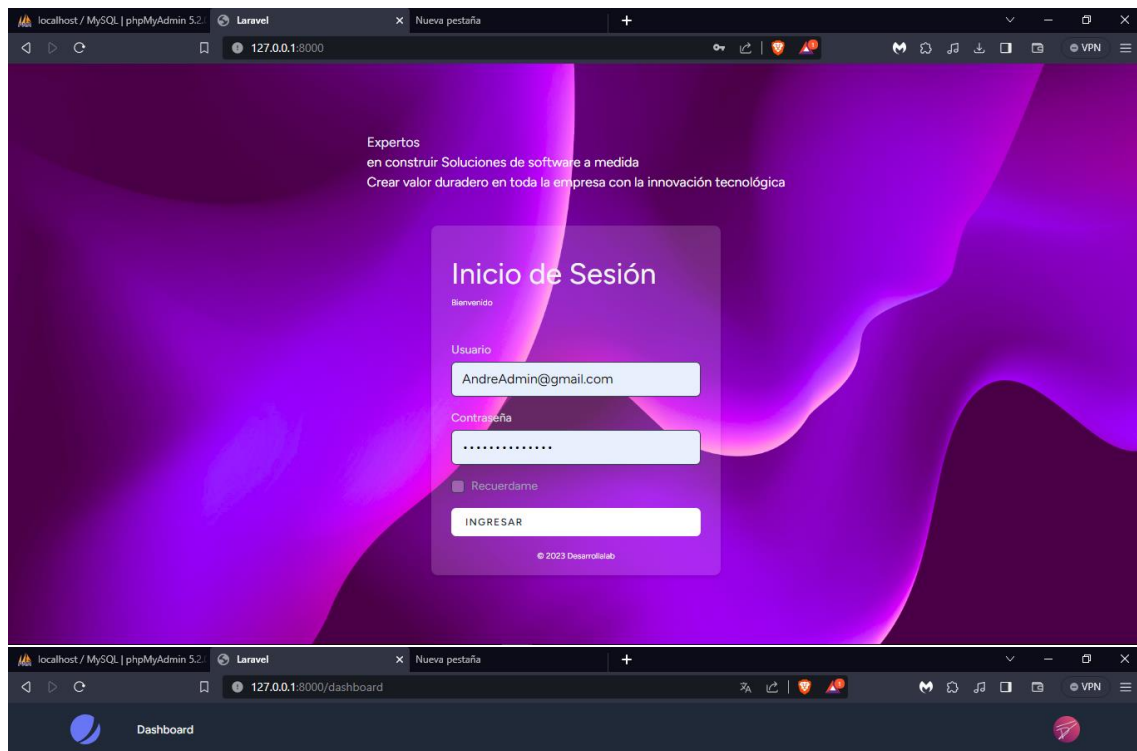 localhost / MySQL | phpMyAdmin 5.2.
Laravel
Nueva pestaña
127.0.0.1:8000
VPN
Expertos
en construir Soluciones de software a medida
Crear valor duradero en toda la empresa con la innovación tecnológica
Inicio de Sesión
Bienvenido
Usuario
AndreAdmin@gmail.com
Contraseña
••••••••••••••
Recuerdame
INGRESAR
© 2023 Desarrollalab
localhost / MySQL | phpMyAdmin 5.2.
Laravel
Nueva pestaña
127.0.0.1:8000/dashboard
VPN
Dashboard